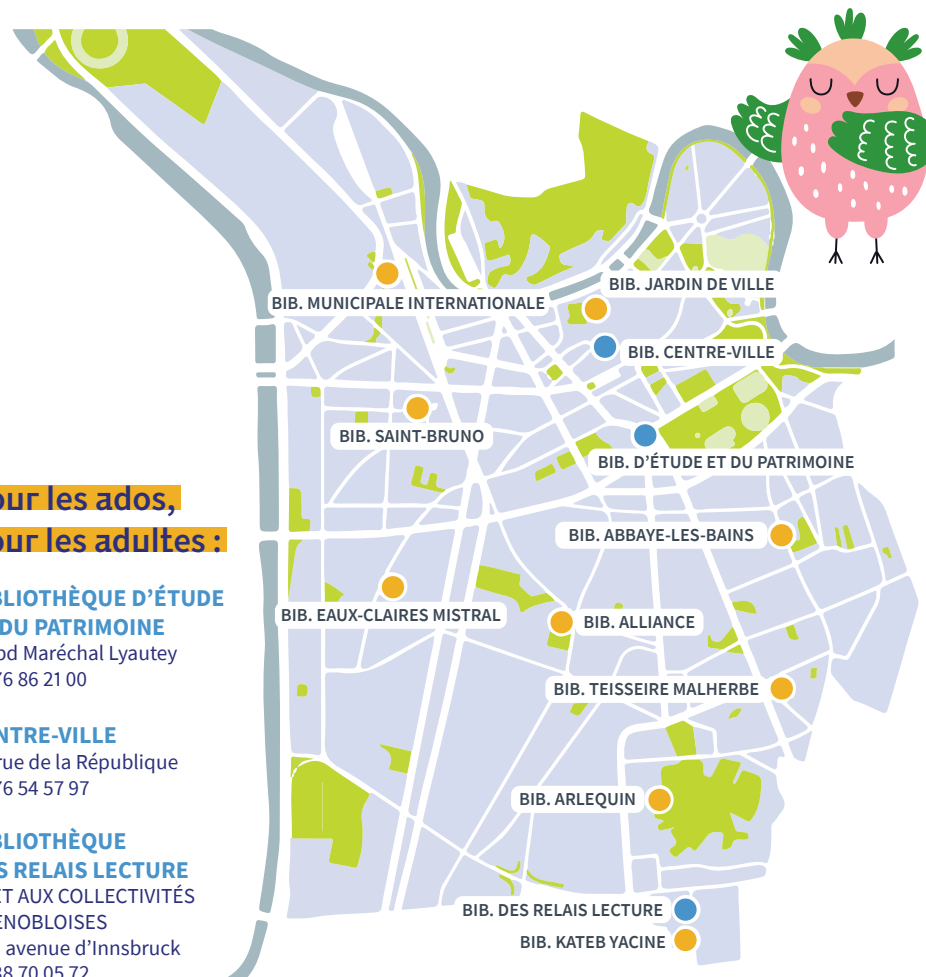 BIB. JARDIN DE VILLE
BIB. MUNICIPALE INTERNATIONALE
BIB. CENTRE-VILLE
BIB. SAINT-BRUNO
BIB. D’ÉTUDE ET DU PATRIMOINE
BIB. ABBAYE-LES-BAINS
BIB. EAUX-CLAIRES MISTRAL
BIB. ALLIANCE
BIB. TEISSEIRE MALHERBE
BIB. ARLEQUIN
BIB. DES RELAIS LECTURE
BIB. KATEB YACINE
our les ados,
our les adultes :
BLIOTHÈQUE D’ÉTUDE
DU PATRIMOINE
bd Maréchal Lyautey
76 86 21 00
NTRE-VILLE
rue de la République
76 54 57 97
BLIOTHÈQUE
S RELAIS LECTURE
ET AUX COLLECTIVITÉS
ENOBLOISES
avenue d’Innsbruck
38 70 05 72